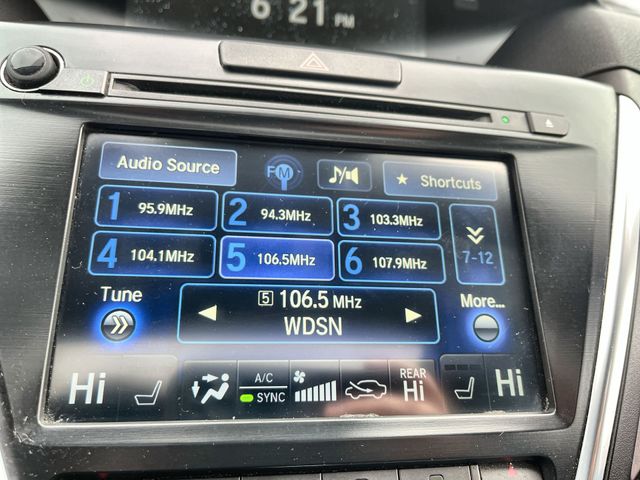 6 21 PM
Audio Source FM ★ Shortcuts
1 95.9MHz 2 94.3MHz 3 103.3MHz
4 104.1MHz 5 106.5MHz 6 107.9MHz 7-12
Tune 5 106.5 MHz More...
WDSN
Hi A/C SYNC REAR Hi Hi